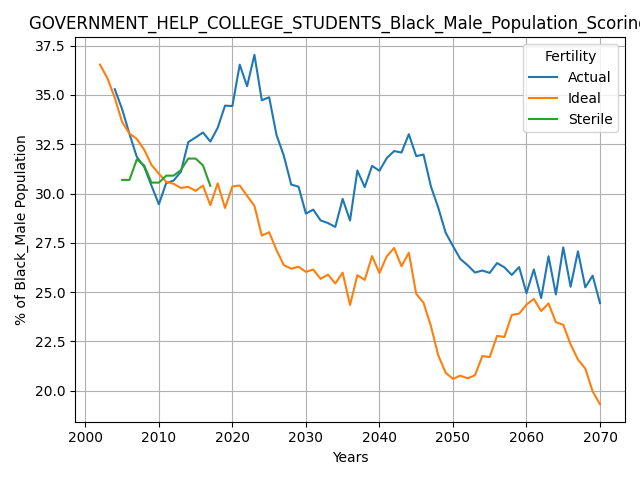 GOVERNMENT_HELP_COLLEGE_STUDENTS_Black_Male_Population_Scoring
% of Black_Male Population
37.5
35.0
32.5
30.0
27.5
25.0
22.5
20.0
Fertility
Actual
Ideal
Sterile
2000 2010 2020 2030 2040 2050 2060 2070
Years